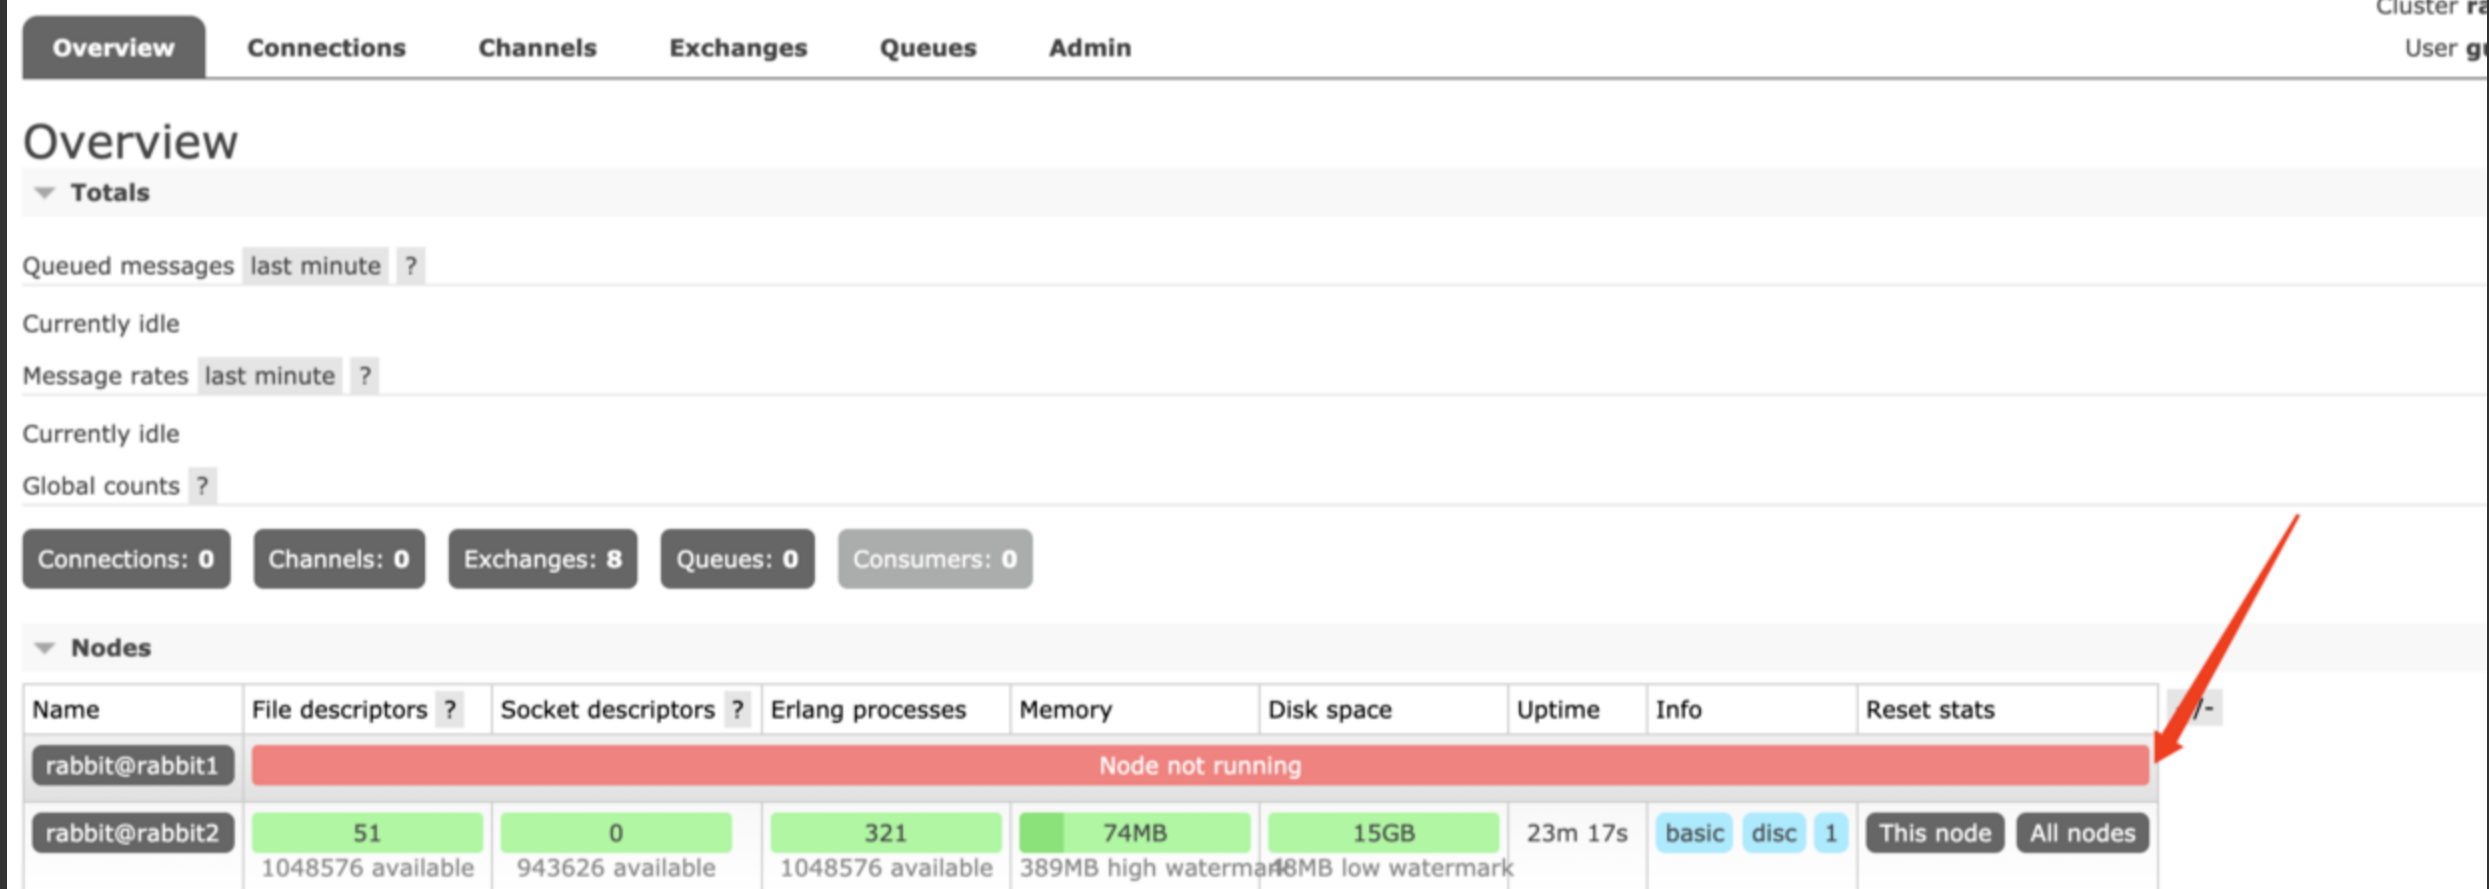 Cluster
Overview Connections Channels Exchanges Queues Admin
User
Overview
Totals
Queued messages last minute ?
Currently idle
Message rates last minute ?
Currently idle
Global counts ?
Connections: 0 Channels: 0 Exchanges: 8 Queues: 0 Consumers: 0
Nodes
Name File descriptors ? Socket descriptors ? Erlang processes Memory Disk space Uptime Info Reset stats /-
rabbit@rabbit1 Node not running
rabbit@rabbit2 51 0 321 74MB 15GB 23m 17s basic disc 1 This node All nodes
1048576 available 943626 available 1048576 available 389MB high watermark 48MB low watermark